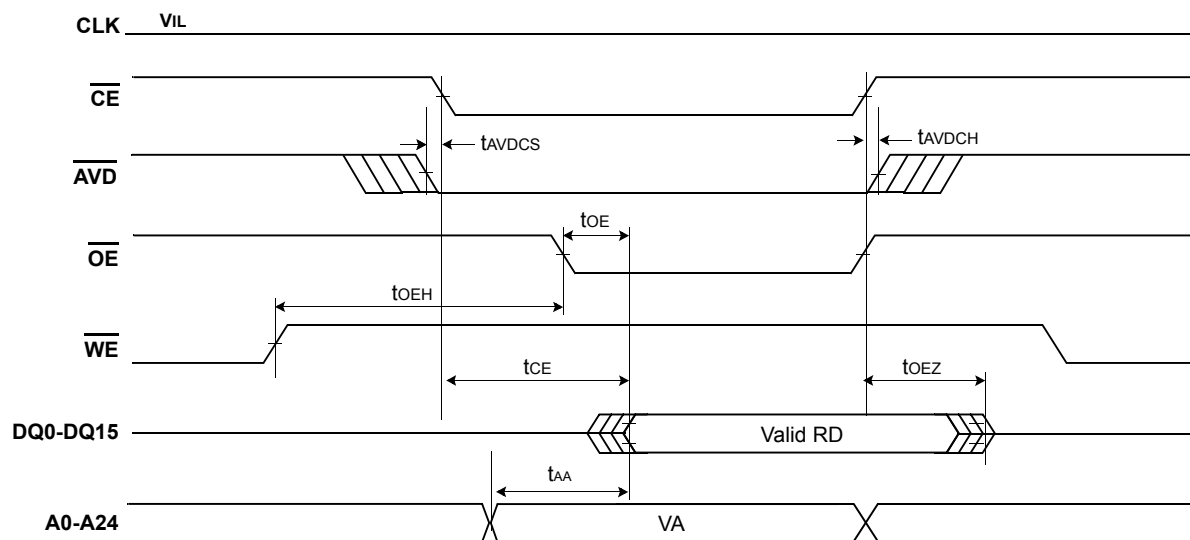 CLK VIL
CE
tAVDCS tAVDCH
AVD
tOE
OE
tOEH
WE
tCE tOEZ
DQ0-DQ15 Valid RD
tAA
A0-A24 VA